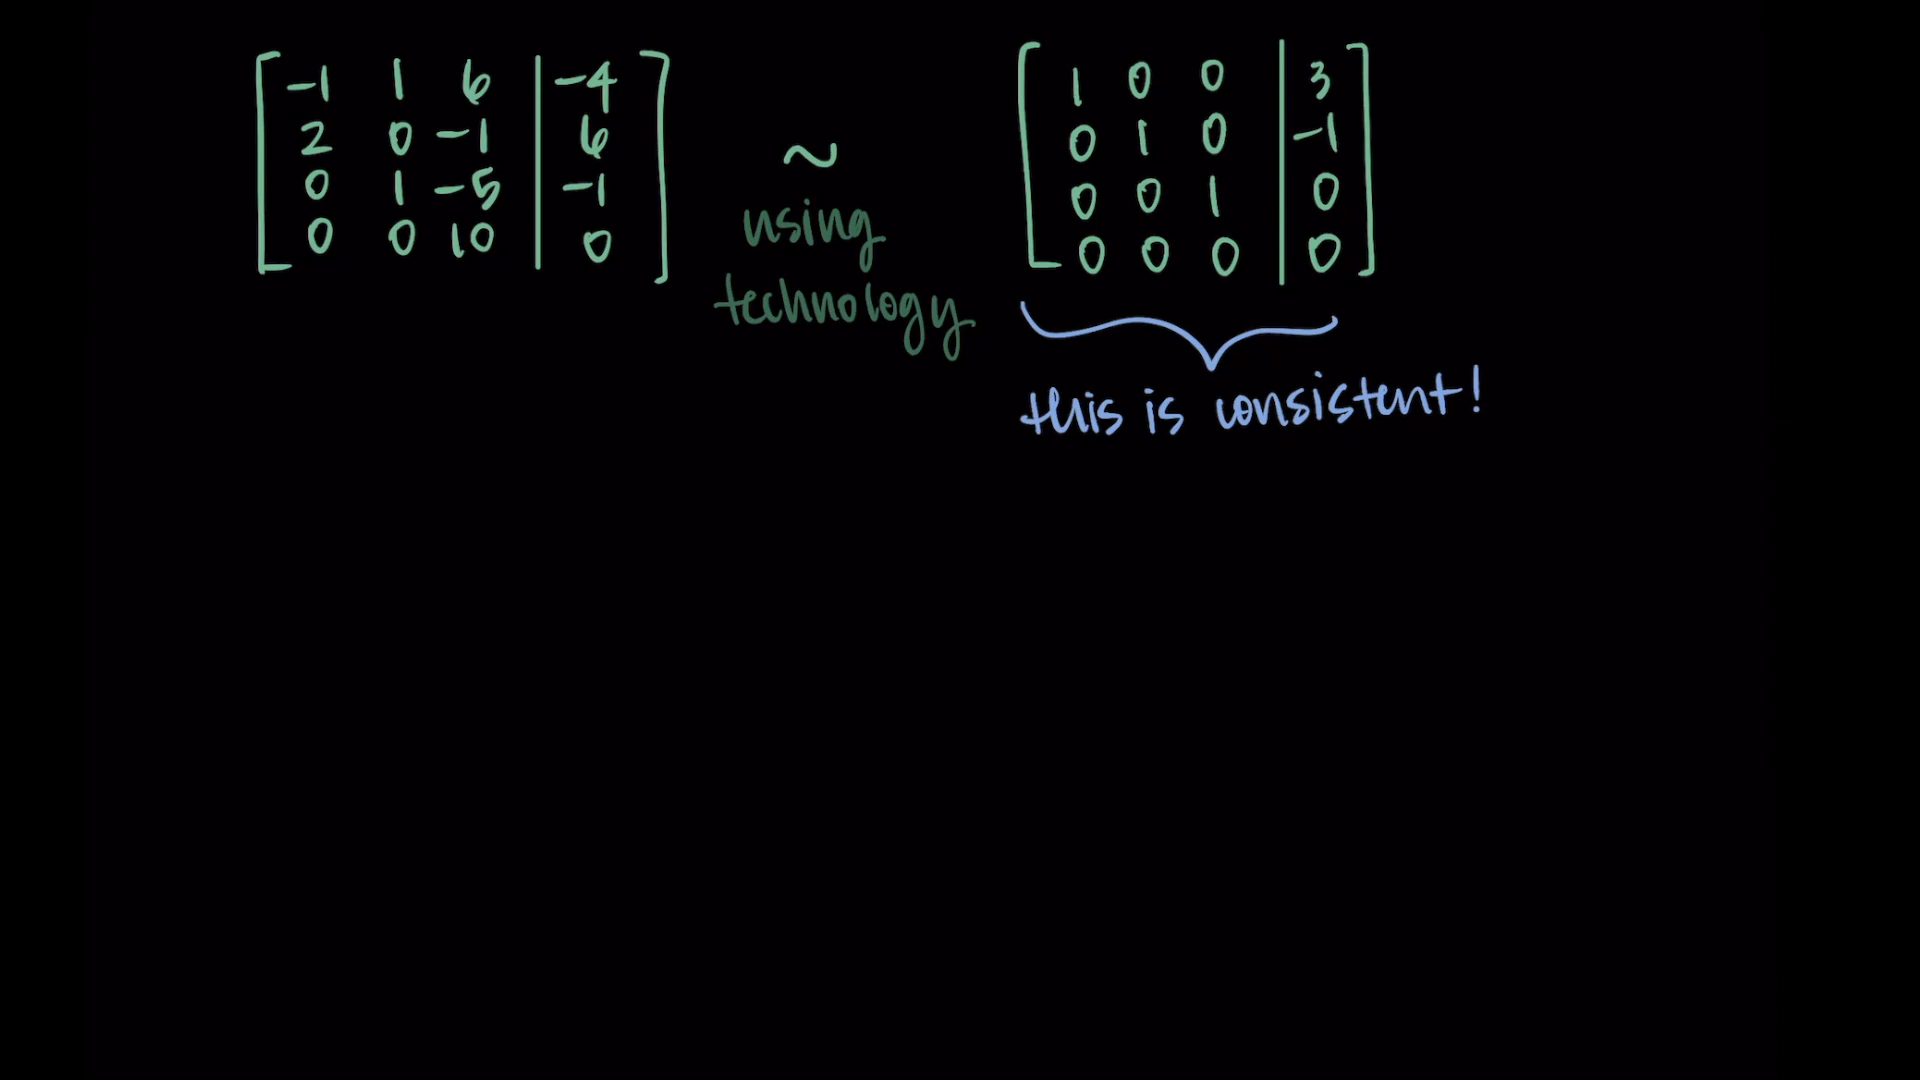 -1 1 6 | -4
2 0 -1 | 6
0 1 -5 | -1
0 0 10 | 0
~
using
technology
1 0 0 | 3
0 1 0 | -1
0 0 1 | 0
0 0 0 | 0
this is consistent!